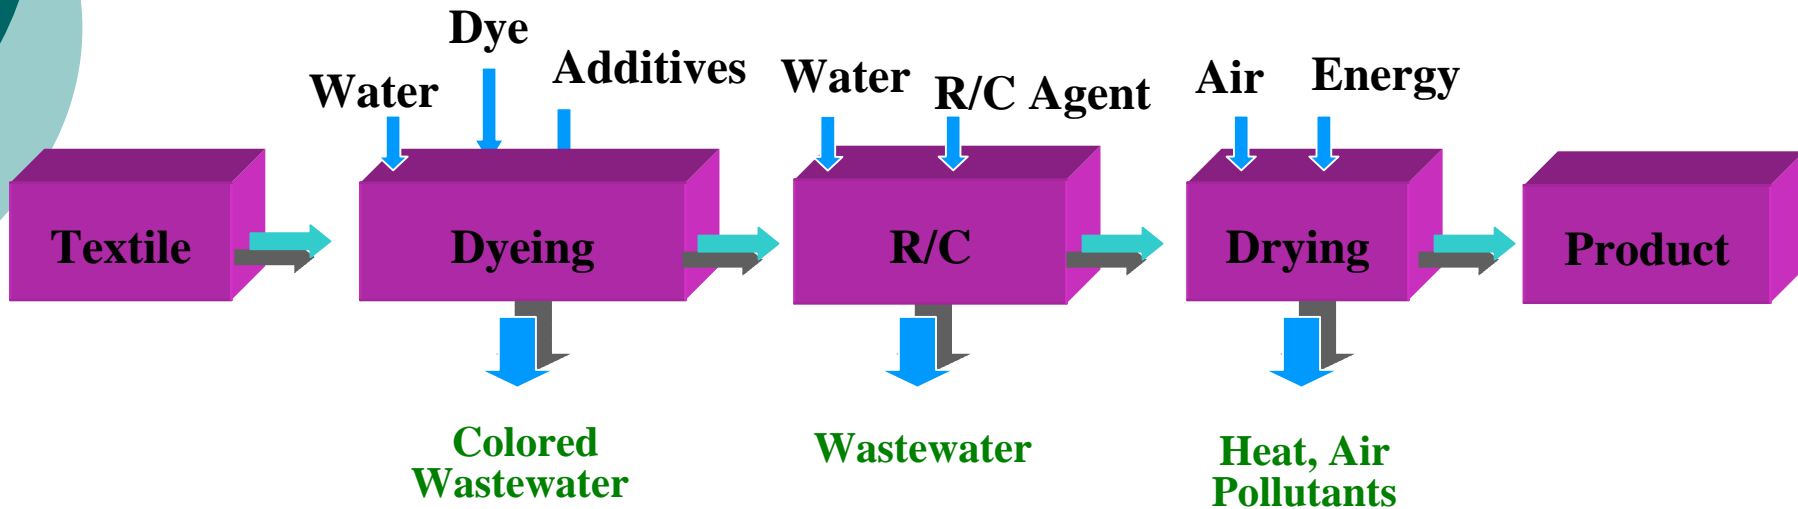 Dye
Water
Additives
Water
R/C Agent
Air
Energy
Textile
Dyeing
R/C
Drying
Product
Colored
Wastewater
Wastewater
Heat, Air
Pollutants